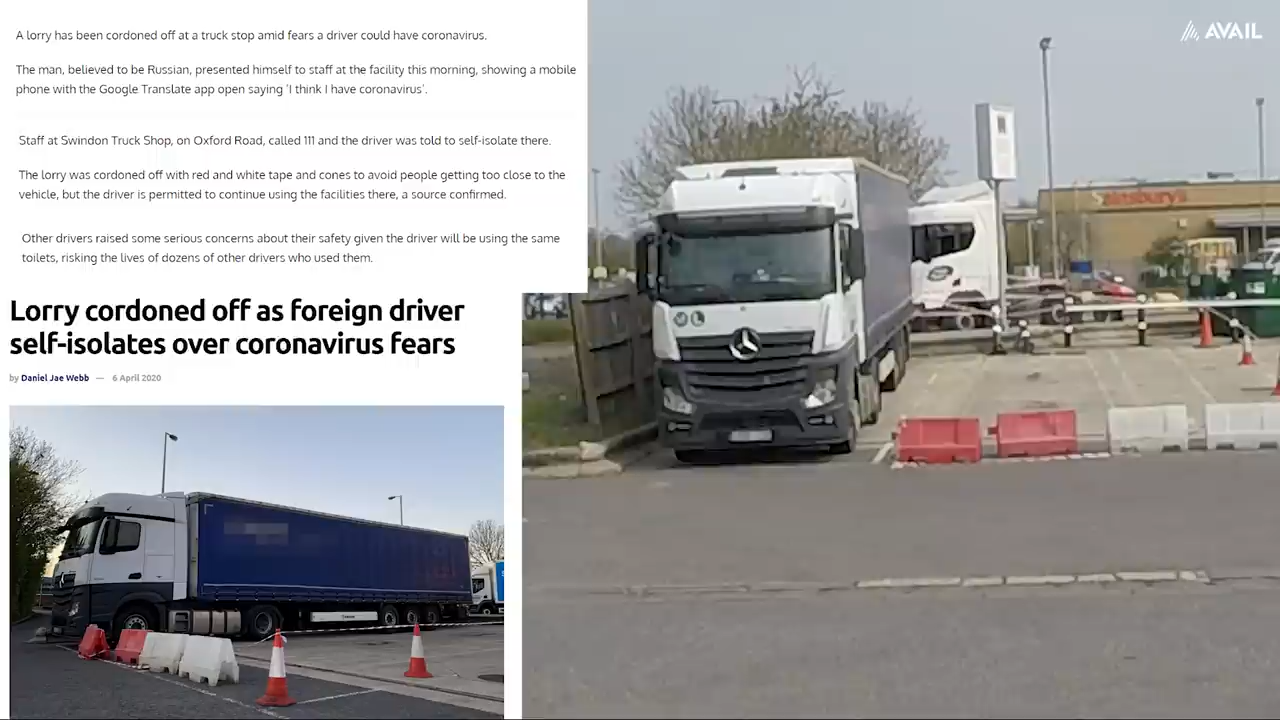 A lorry has been cordoned off at a truck stop amid fears a driver could have coronavirus.
The man, believed to be Russian, presented himself to staff at the facility this morning, showing a mobile
phone with the Google Translate app open saying ‘I think I have coronavirus’.
Staff at Swindon Truck Shop, on Oxford Road, called 111 and the driver was told to self-isolate there.
The lorry was cordoned off with red and white tape and cones to avoid people getting too close to the
vehicle, but the driver is permitted to continue using the facilities there, a source confirmed.
Other drivers raised some serious concerns about their safety given the driver will be using the same
toilets, risking the lives of dozens of other drivers who used them.
Lorry cordoned off as foreign driver
self-isolates over coronavirus fears
by Daniel Jae Webb — 6 April 2020
AVAIL
Sainsbury's